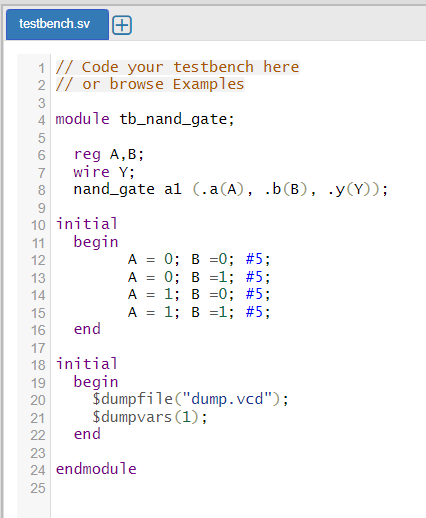 testbench.sv
1 // Code your testbench here
2 // or browse Examples
3
4 module tb_nand_gate;
5
6   reg A,B;
7   wire Y;
8   nand_gate a1 (.a(A), .b(B), .y(Y));
9
10 initial
11   begin
12         A = 0; B =0; #5;
13         A = 0; B =1; #5;
14         A = 1; B =0; #5;
15         A = 1; B =1; #5;
16   end
17
18 initial
19   begin
20     $dumpfile("dump.vcd");
21     $dumpvars(1);
22   end
23
24 endmodule
25